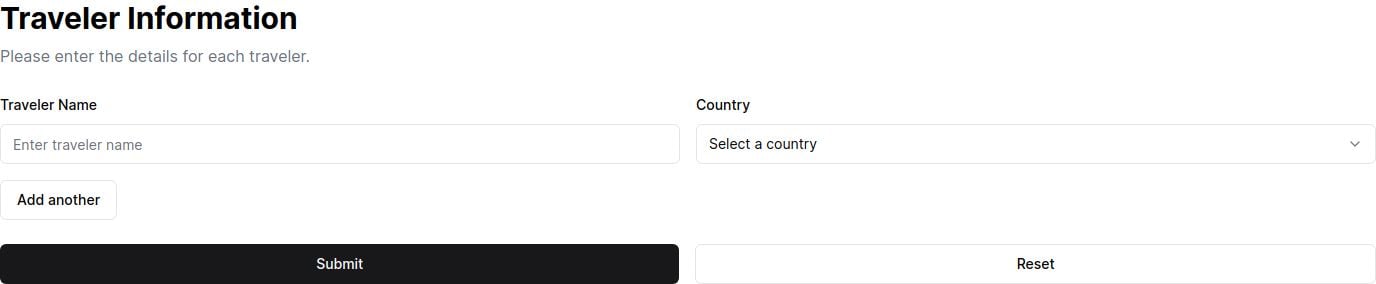 Traveler Information
Please enter the details for each traveler.
Traveler Name
Country
Enter traveler name
Select a country
Add another
Submit
Reset